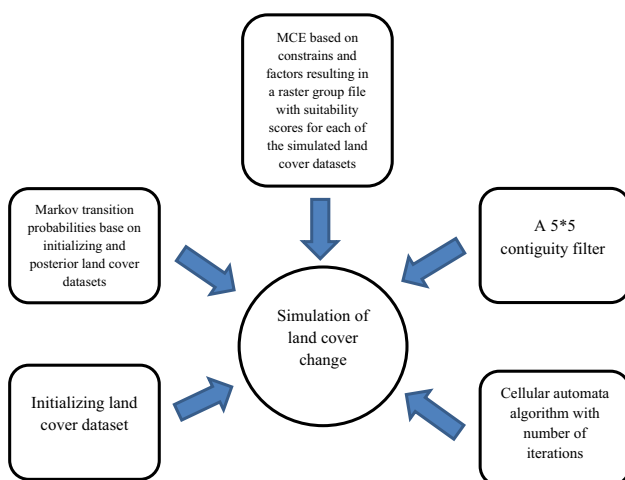 MCE based on
constrains and
factors resulting in
a raster group file
with suitability
scores for each of
the simulated land
cover datasets
Markov transition
probabilities base on
initializing and
posterior land cover
datasets
A 5*5
contiguity filter
Simulation of
land cover
change
Initializing land
cover dataset
Cellular automata
algorithm with
number of
iterations